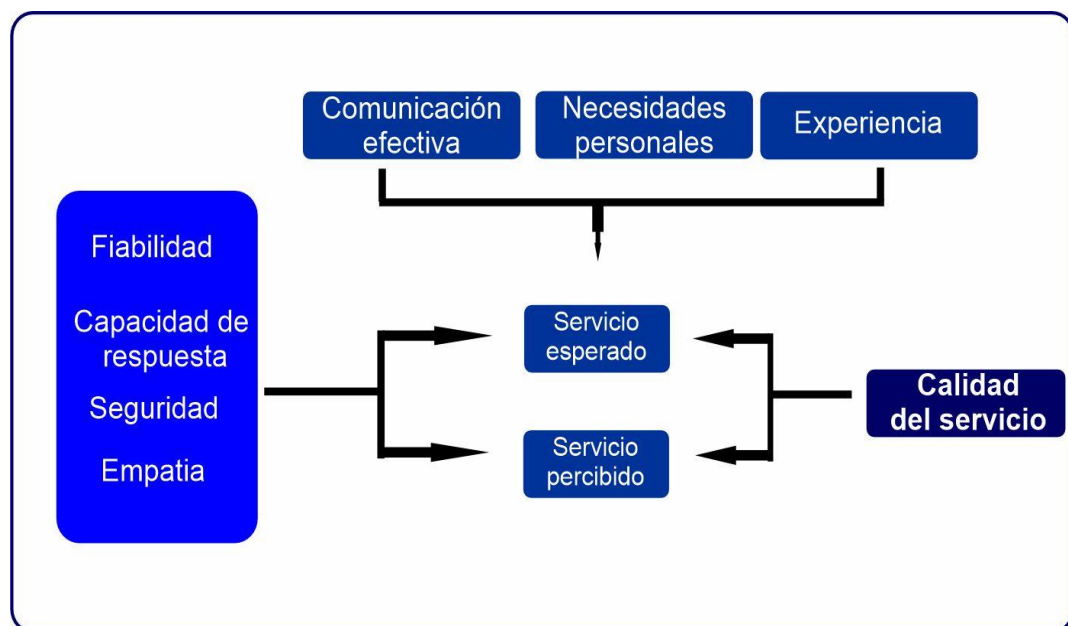 Comunicación
efectiva
Necesidades
personales
Experiencia
Fiabilidad
Capacidad de
respuesta
Seguridad
Empatia
Servicio
esperado
Servicio
percibido
Calidad
del servicio